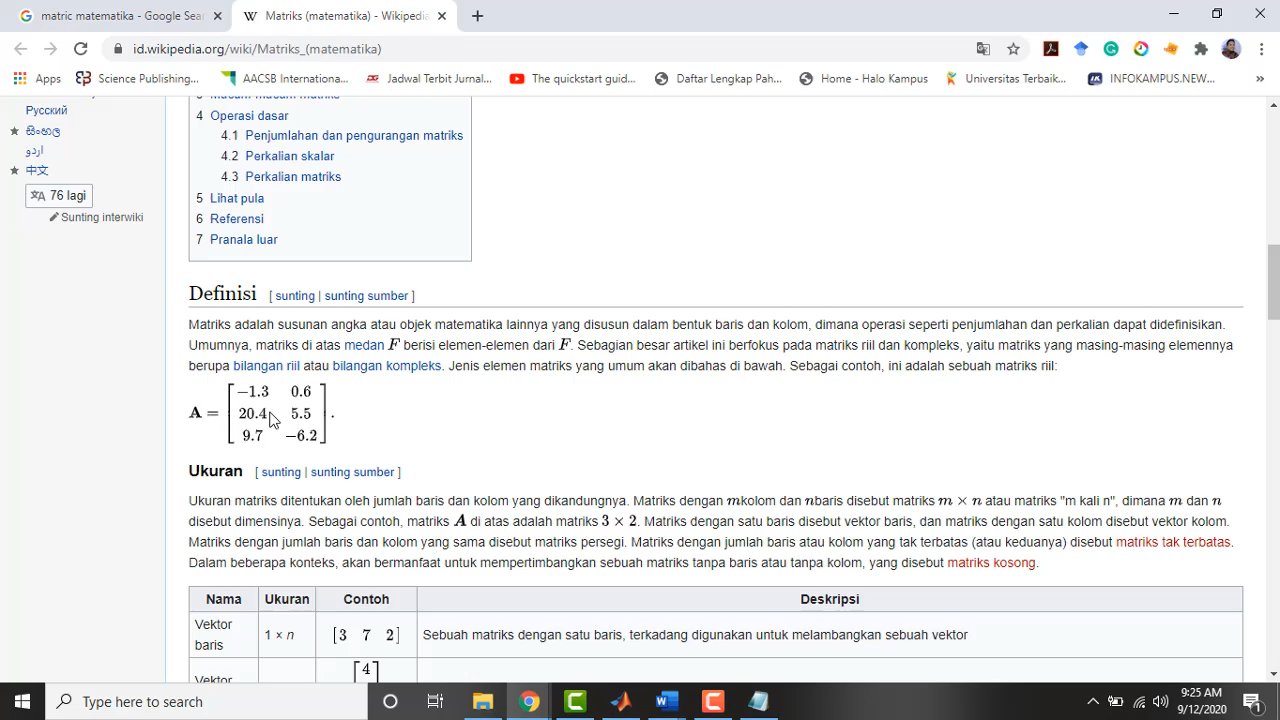 matric matematika - Google Sear
Matriks (matematika) - Wikipedia
id.wikipedia.org/wiki/Matriks_(matematika)
Apps
Science Publishing...
AACSB Internationa...
Jadwal Terbit Jurnal...
The quickstart guid...
Daftar Lengkap Pah...
Home - Halo Kampus
Universitas Terbaik...
INFOKAMPUS.NEW...
»
Русский
සිංහල
اردو
中文
76 lagi
Sunting interwiki
3 Macam-macam matriks
4 Operasi dasar
4.1 Penjumlahan dan pengurangan matriks
4.2 Perkalian skalar
4.3 Perkalian matriks
5 Lihat pula
6 Referensi
7 Pranala luar
Definisi [ sunting | sunting sumber ]
Matriks adalah susunan angka atau objek matematika lainnya yang disusun dalam bentuk baris dan kolom, dimana operasi seperti penjumlahan dan perkalian dapat didefinisikan.
Umumnya, matriks di atas medan F berisi elemen-elemen dari F. Sebagian besar artikel ini berfokus pada matriks riil dan kompleks, yaitu matriks yang masing-masing elemennya
berupa bilangan riil atau bilangan kompleks. Jenis elemen matriks yang umum akan dibahas di bawah. Sebagai contoh, ini adalah sebuah matriks riil:
−1.3 0.6
A = 20.4 5.5 .
9.7 −6.2
Ukuran [ sunting | sunting sumber ]
Ukuran matriks ditentukan oleh jumlah baris dan kolom yang dikandungnya. Matriks dengan mkolom dan nbaris disebut matriks m × n atau matriks "m kali n", dimana m dan n
disebut dimensinya. Sebagai contoh, matriks A di atas adalah matriks 3 × 2. Matriks dengan satu baris disebut vektor baris, dan matriks dengan satu kolom disebut vektor kolom.
Matriks dengan jumlah baris dan kolom yang sama disebut matriks persegi. Matriks dengan jumlah baris atau kolom yang tak terbatas (atau keduanya) disebut matriks tak terbatas.
Dalam beberapa konteks, akan bermanfaat untuk mempertimbangkan sebuah matriks tanpa baris atau tanpa kolom, yang disebut matriks kosong.
Nama Ukuran Contoh Deskripsi
Vektor
baris
1 × n
[3 7 2]
Sebuah matriks dengan satu baris, terkadang digunakan untuk melambangkan sebuah vektor
4
Vektor
Type here to search
9:25 AM
9/12/2020
1